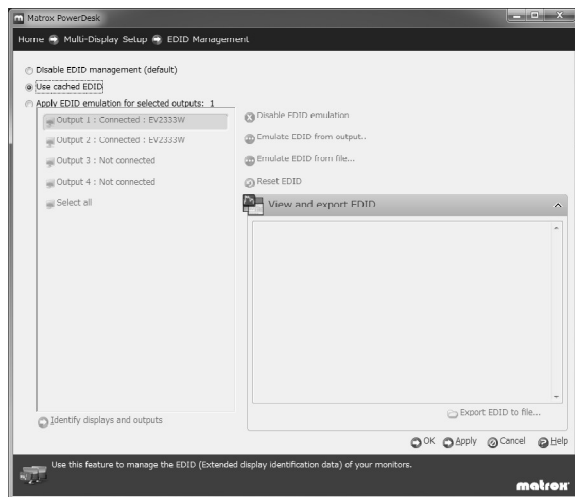 Matrox PowerDesk
Home Multi-Display Setup EDID Management
Disable EDID management (default)
Use cached EDID
Apply EDID emulation for selected outputs: 1
Output 1 : Connected : EV2333W
Output 2 : Connected : EV2333W
Output 3 : Not connected
Output 4 : Not connected
Select all
Identify displays and outputs
Disable EDID emulation
Emulate EDID from output..
Emulate EDID from file...
Reset EDID
View and export EDID
Export EDID to file...
OK Apply Cancel Help
Use this feature to manage the EDID (Extended display identification data) of your monitors.
matrox